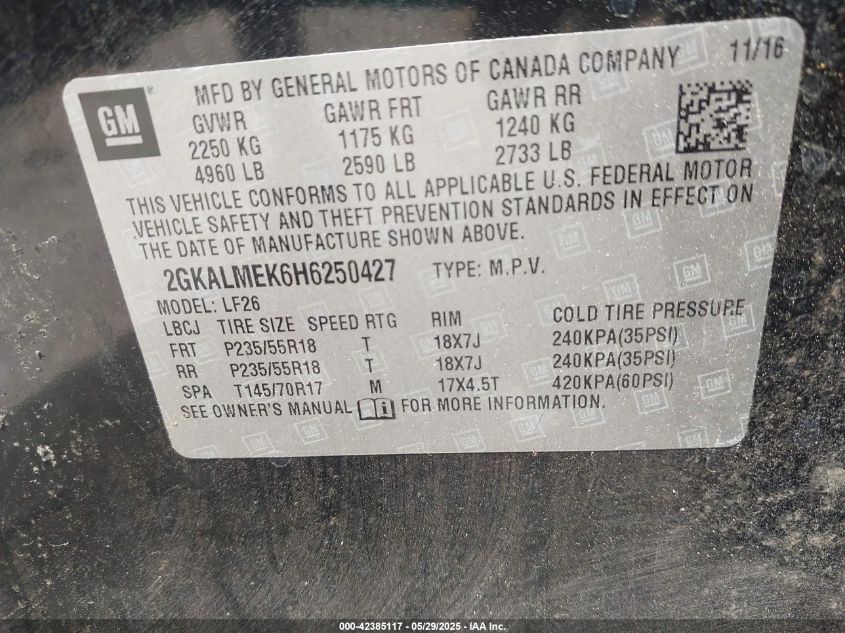 GM ®
MFD BY GENERAL MOTORS OF CANADA COMPANY 11/16
GVWR GAWR FRT GAWR RR
2250 KG 1175 KG 1240 KG
4960 LB 2590 LB 2733 LB
THIS VEHICLE CONFORMS TO ALL APPLICABLE U.S. FEDERAL MOTOR
VEHICLE SAFETY AND THEFT PREVENTION STANDARDS IN EFFECT ON
THE DATE OF MANUFACTURE SHOWN ABOVE.
2GKALMEK6H6250427 TYPE: M.P.V.
MODEL: LF26
LBCJ TIRE SIZE SPEED RTG RIM COLD TIRE PRESSURE
FRT P235/55R18 T 18X7J 240KPA(35PSI)
RR P235/55R18 T 18X7J 240KPA(35PSI)
SPA T145/70R17 M 17X4.5T 420KPA(60PSI)
SEE OWNER'S MANUAL FOR MORE INFORMATION.
000-42385117 - 05/29/2025 - IAA Inc.